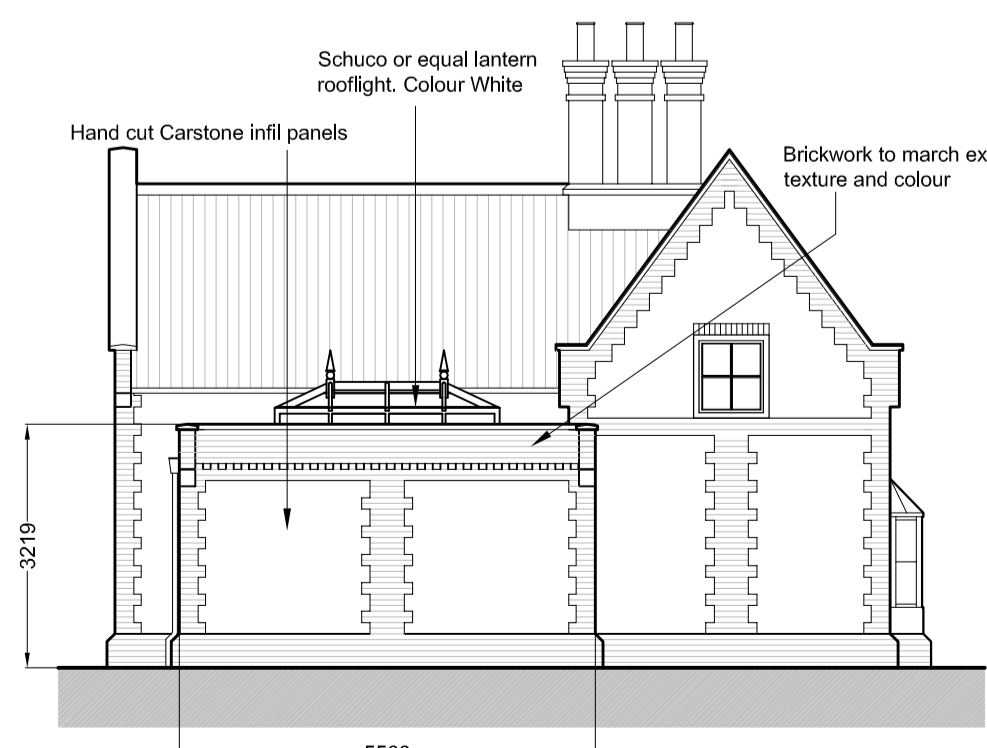 Schuco or equal lantern
rooflight. Colour White
Hand cut Carstone infil panels
Brickwork to march ex
texture and colour
3219